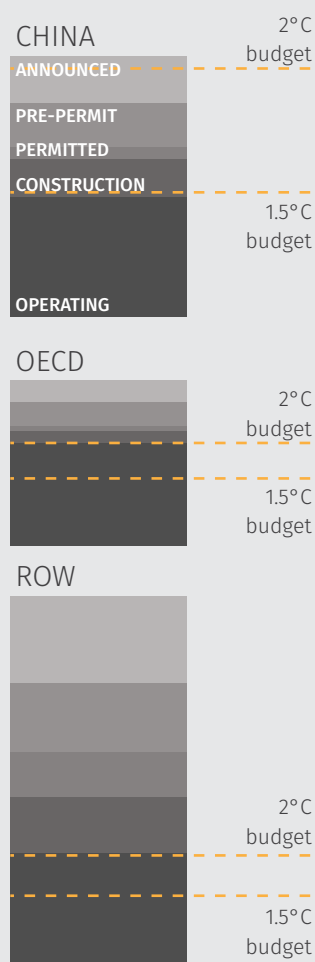 CHINA
2°C
budget
ANNOUNCED
PRE-PERMIT
PERMITTED
CONSTRUCTION
1.5°C
budget
OPERATING
OECD
2°C
budget
1.5°C
budget
ROW
2°C
budget
1.5°C
budget